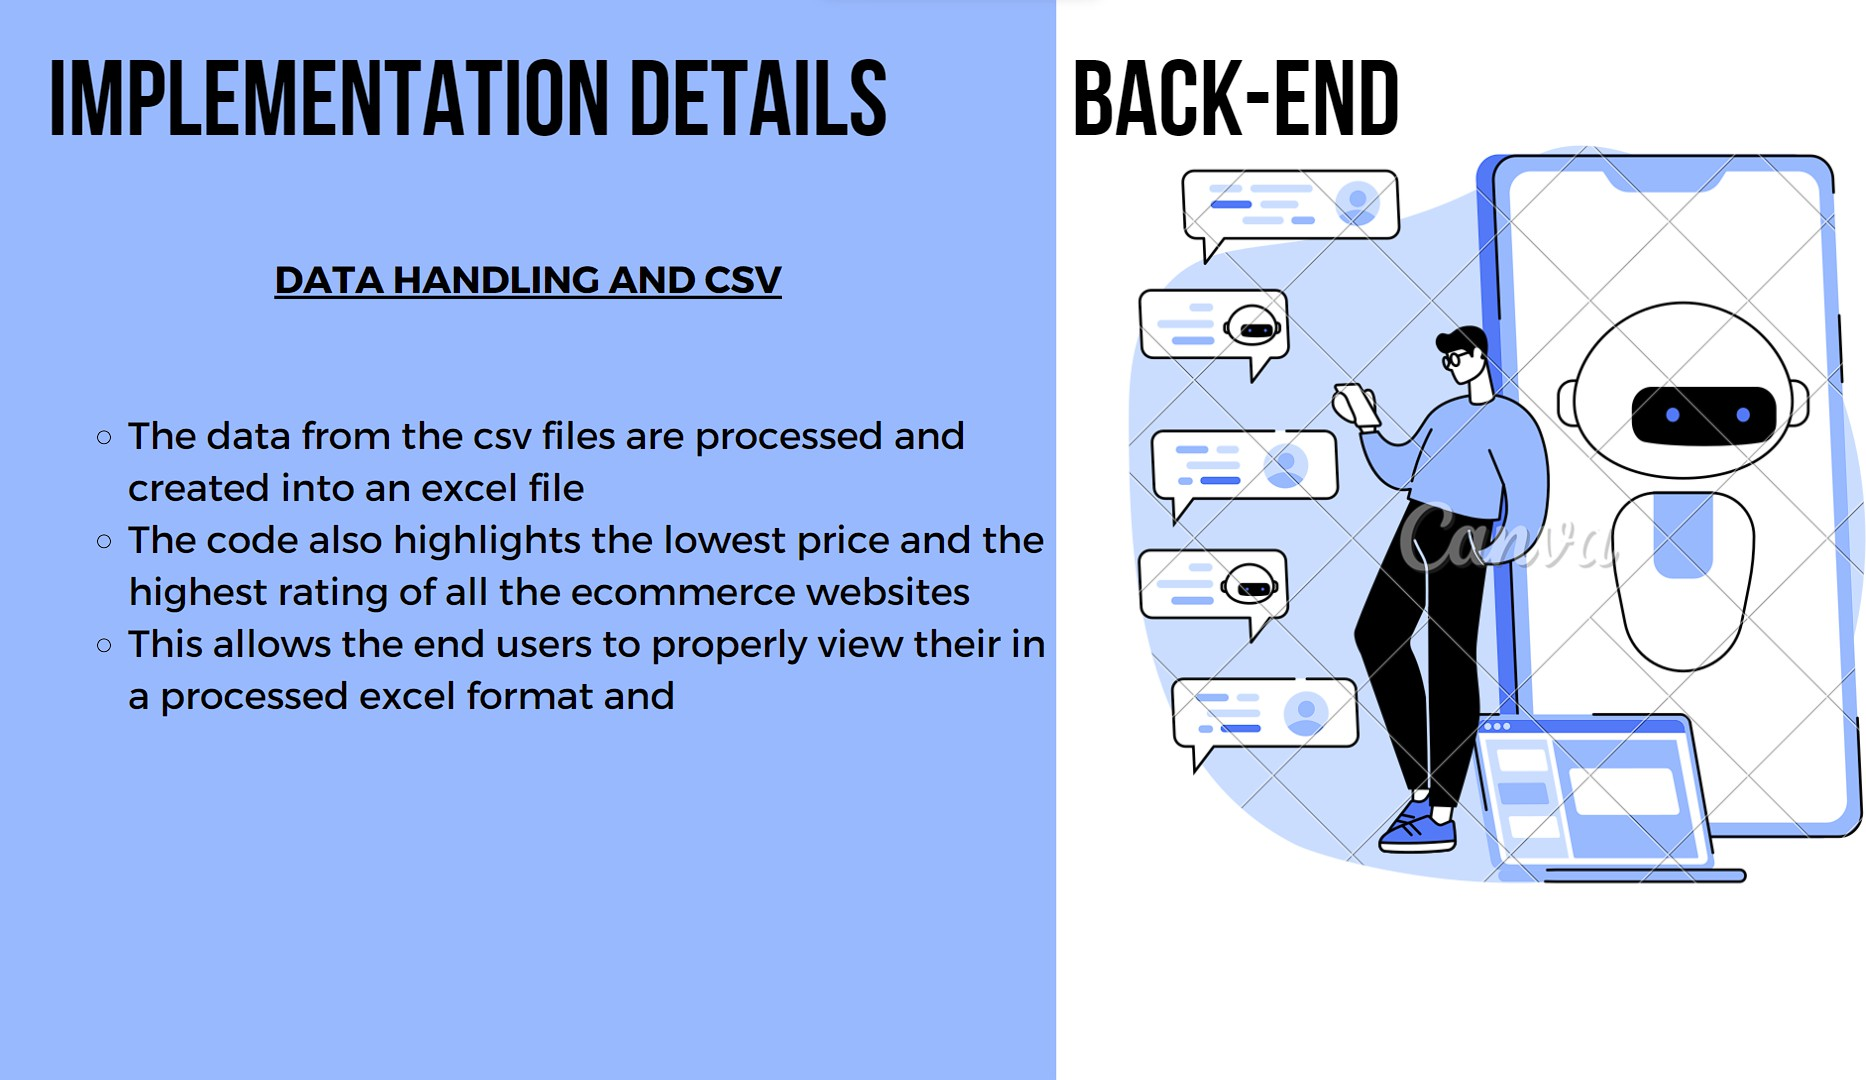 IMPLEMENTATION DETAILS
BACK-END
DATA HANDLING AND CSV
The data from the csv files are processed and
created into an excel file
The code also highlights the lowest price and the
highest rating of all the ecommerce websites
This allows the end users to properly view their in
a processed excel format and
Canva